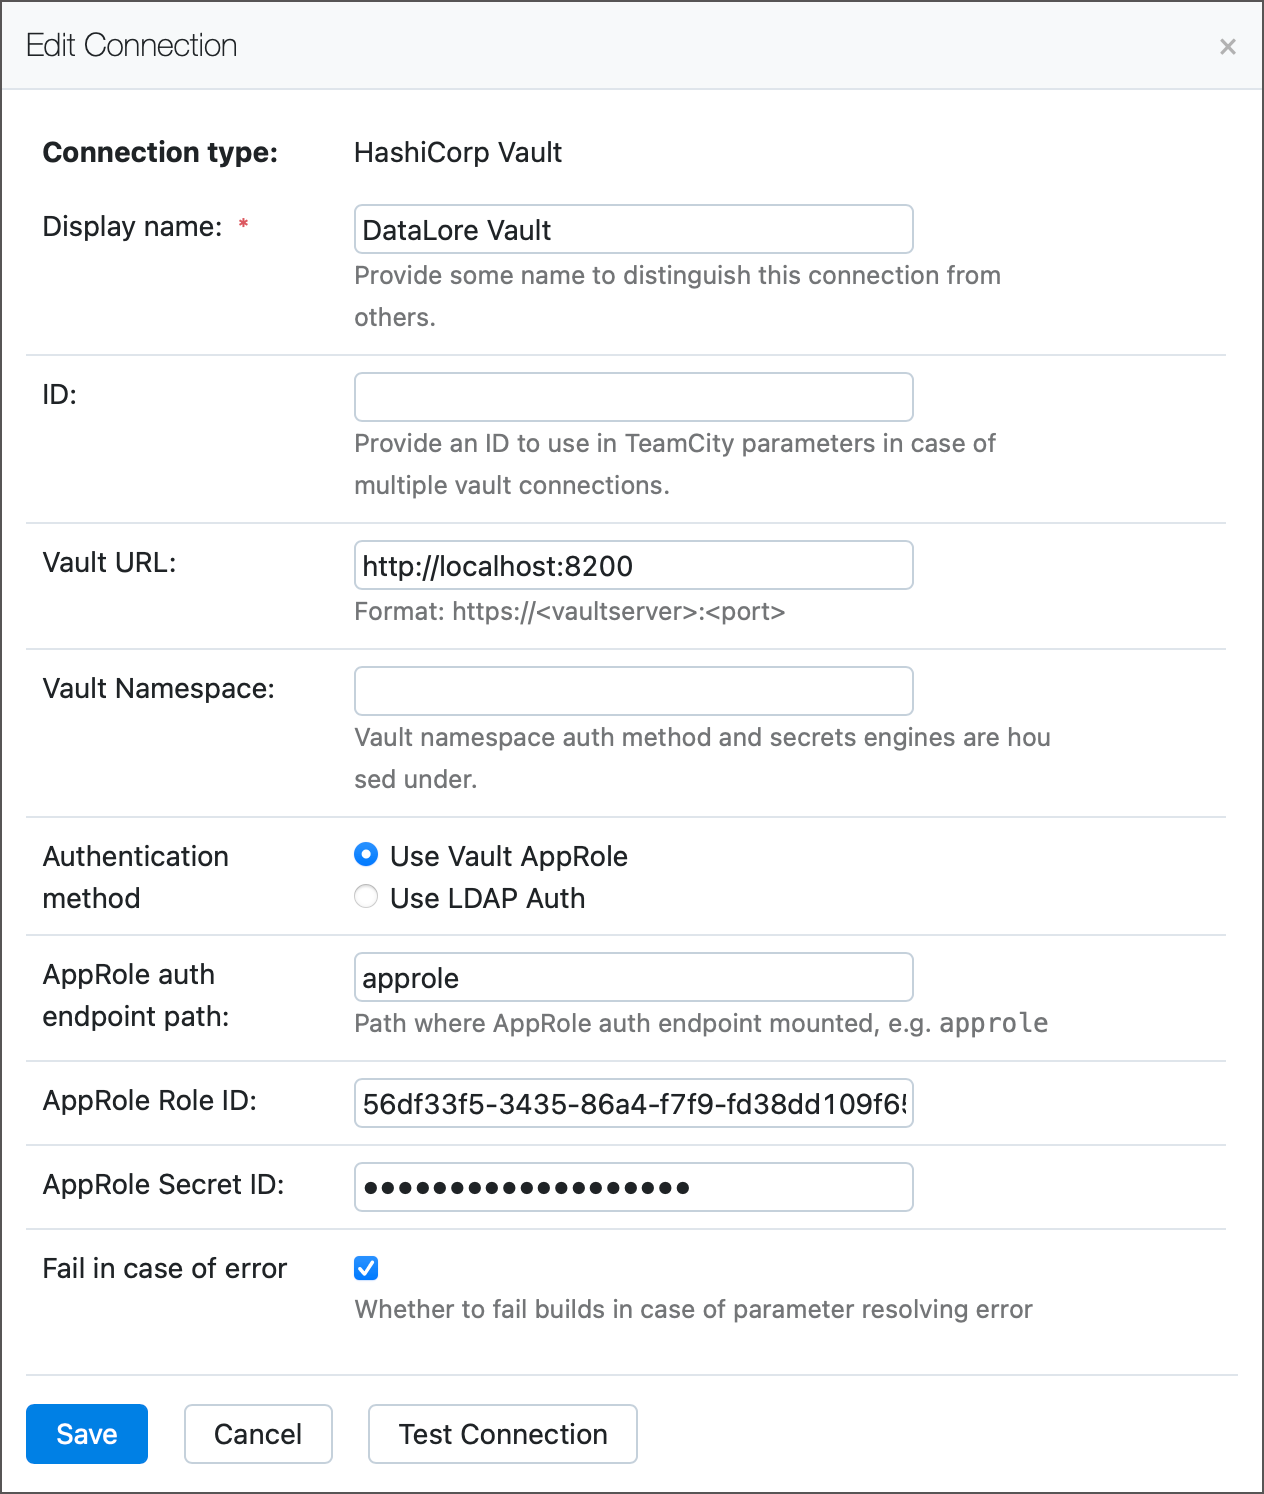 Edit Connection
×
Connection type: HashiCorp Vault
Display name: * DataLore Vault
Provide some name to distinguish this connection from
others.
ID:
Provide an ID to use in TeamCity parameters in case of
multiple vault connections.
Vault URL: http://localhost:8200
Format: https://<vaultserver>:<port>
Vault Namespace:
Vault namespace auth method and secrets engines are hou
sed under.
Authentication
method
Use Vault AppRole
Use LDAP Auth
AppRole auth
endpoint path:
approle
Path where AppRole auth endpoint mounted, e.g. approle
AppRole Role ID: 56df33f5-3435-86a4-f7f9-fd38dd109f65
AppRole Secret ID: •••••••••••••••••••
Fail in case of error
Whether to fail builds in case of parameter resolving error
Save Cancel Test Connection